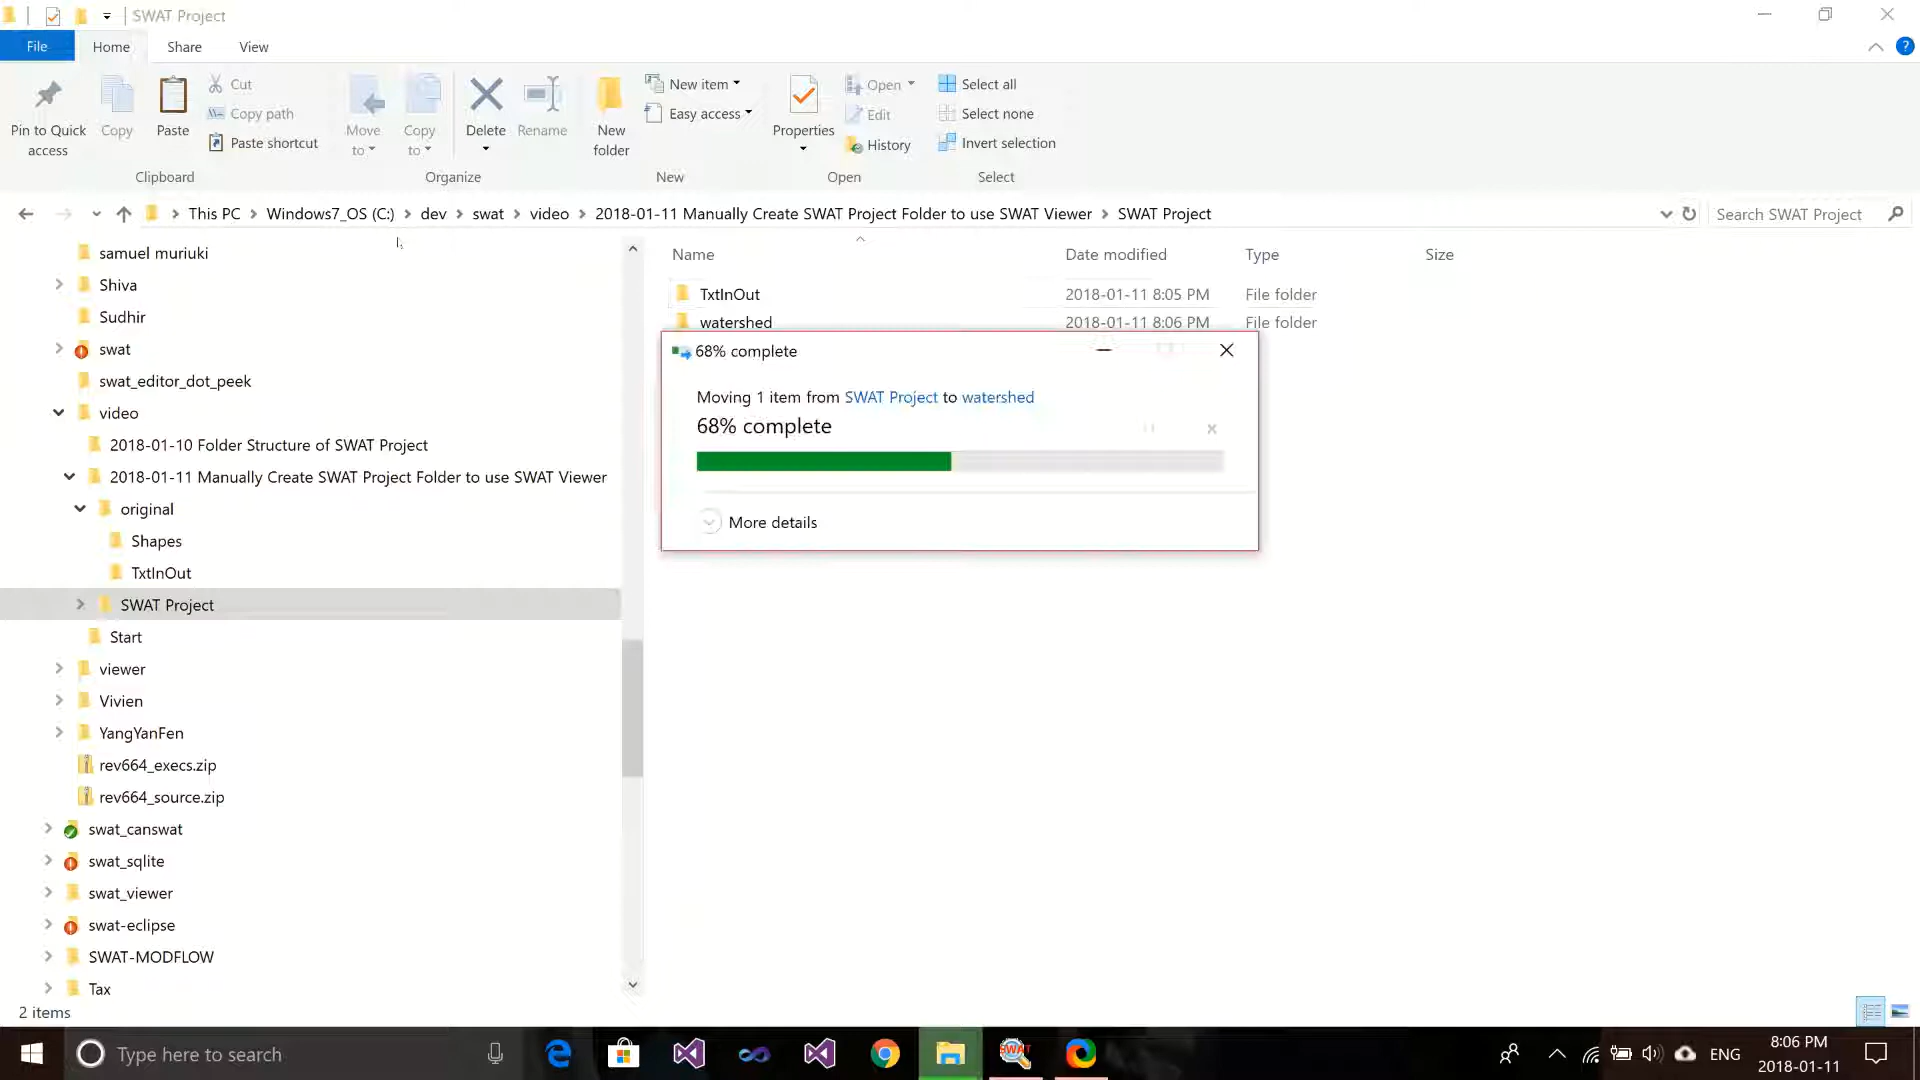 SWAT Project
File Home Share View
Pin to Quick access
Copy
Paste
Cut
Copy path
Paste shortcut
Clipboard
Move to
Copy to
Delete
Rename
Organize
New folder
New item
Easy access
New
Properties
Open
Edit
History
Open
Select all
Select none
Invert selection
Select
This PC > Windows7_OS (C:) > dev > swat > video > 2018-01-11 Manually Create SWAT Project Folder to use SWAT Viewer > SWAT Project
Search SWAT Project
samuel muriuki
Shiva
Sudhir
swat
swat_editor_dot_peek
video
2018-01-10 Folder Structure of SWAT Project
2018-01-11 Manually Create SWAT Project Folder to use SWAT Viewer
original
Shapes
TxtInOut
SWAT Project
Start
viewer
Vivien
YangYanFen
rev664_execs.zip
rev664_source.zip
swat_canswat
swat_sqlite
swat_viewer
swat-eclipse
SWAT-MODFLOW
Tax
Name Date modified Type Size
TxtInOut 2018-01-11 8:05 PM File folder
watershed 2018-01-11 8:06 PM File folder
68% complete
Moving 1 item from SWAT Project to watershed
68% complete
More details
2 items
Type here to search
SWAT
ENG
8:06 PM
2018-01-11